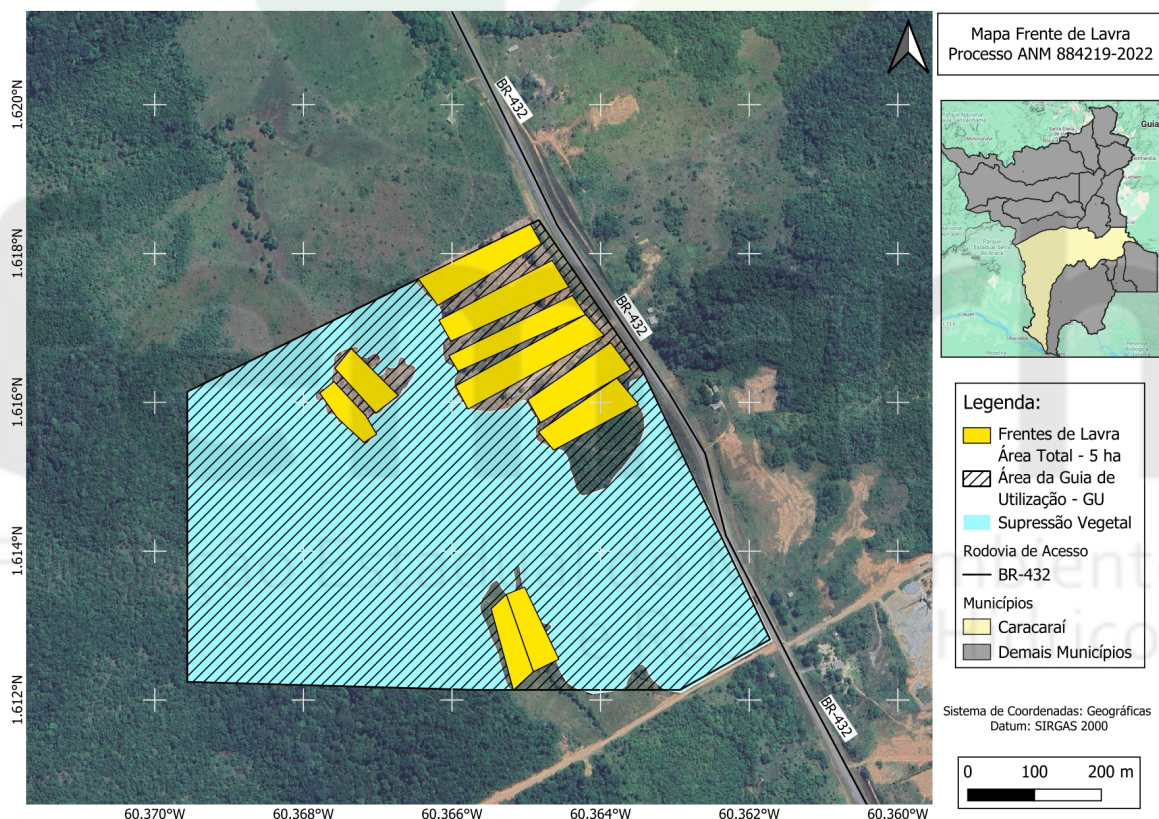 Mapa Frente de Lavra
Processo ANM 884219-2022
1.620°N
1.618°N
1.616°N
1.614°N
1.612°N
60.370°W
60.368°W
60.366°W
60.364°W
60.362°W
60.360°W
BR-432
BR-432
BR-432
Guia
Legenda:
Frentes de Lavra
Área Total - 5 ha
Área da Guia de
Utilização - GU
Supressão Vegetal
Rodovia de Acesso
BR-432
Municípios
Caracaraí
Demais Municípios
Sistema de Coordenadas: Geográficas
Datum: SIRGAS 2000
0 100 200 m